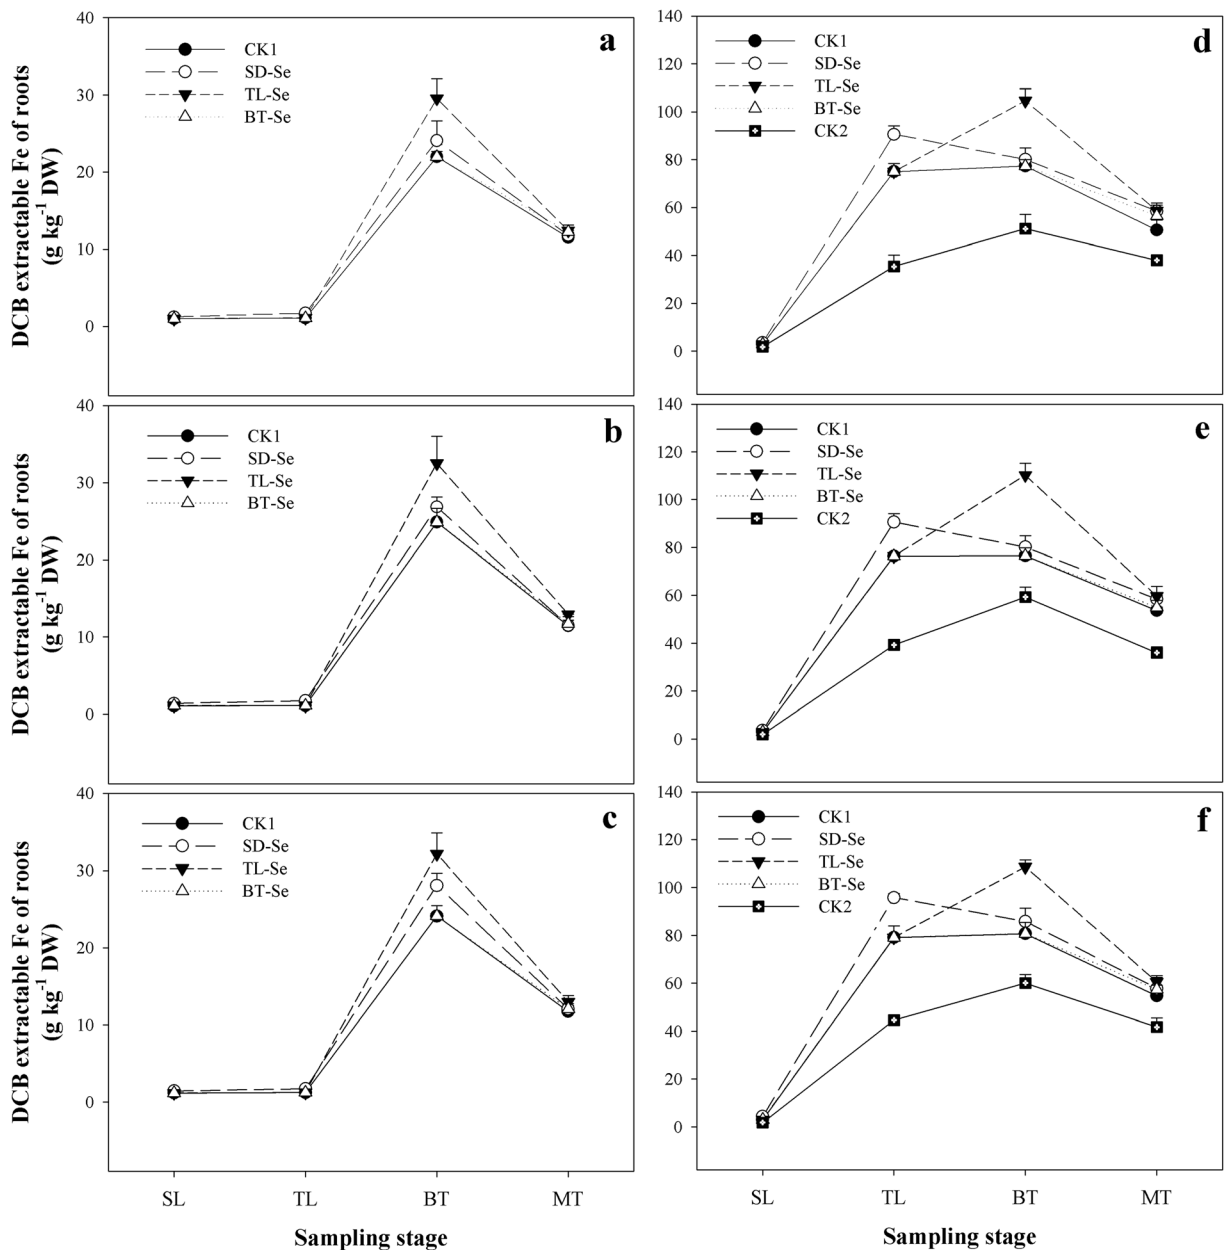 DCB extractable Fe of roots
(g kg⁻¹ DW)
40
30
20
10
0
CK1
SD-Se
TL-Se
BT-Se
a
140
120
100
80
60
40
20
0
CK1
SD-Se
TL-Se
BT-Se
CK2
d
DCB extractable Fe of roots
(g kg⁻¹ DW)
40
30
20
10
0
CK1
SD-Se
TL-Se
BT-Se
b
140
120
100
80
60
40
20
0
CK1
SD-Se
TL-Se
BT-Se
CK2
e
DCB extractable Fe of roots
(g kg⁻¹ DW)
40
30
20
10
0
CK1
SD-Se
TL-Se
BT-Se
c
SL TL BT MT
Sampling stage
140
120
100
80
60
40
20
0
CK1
SD-Se
TL-Se
BT-Se
CK2
f
SL TL BT MT
Sampling stage